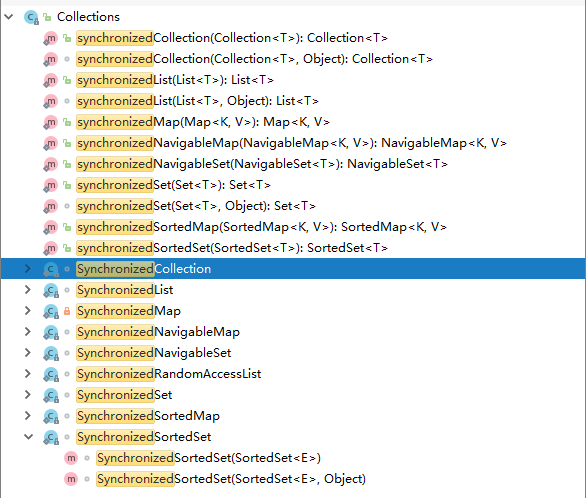 Collections
synchronizedCollection(Collection<T>): Collection<T>
synchronizedCollection(Collection<T>, Object): Collection<T>
synchronizedList(List<T>): List<T>
synchronizedList(List<T>, Object): List<T>
synchronizedMap(Map<K, V>): Map<K, V>
synchronizedNavigableMap(NavigableMap<K, V>): NavigableMap<K, V>
synchronizedNavigableSet(NavigableSet<T>): NavigableSet<T>
synchronizedSet(Set<T>): Set<T>
synchronizedSet(Set<T>, Object): Set<T>
synchronizedSortedMap(SortedMap<K, V>): SortedMap<K, V>
synchronizedSortedSet(SortedSet<T>): SortedSet<T>
SynchronizedCollection
SynchronizedList
SynchronizedMap
SynchronizedNavigableMap
SynchronizedNavigableSet
SynchronizedRandomAccessList
SynchronizedSet
SynchronizedSortedMap
SynchronizedSortedSet
SynchronizedSortedSet(SortedSet<E>)
SynchronizedSortedSet(SortedSet<E>, Object)